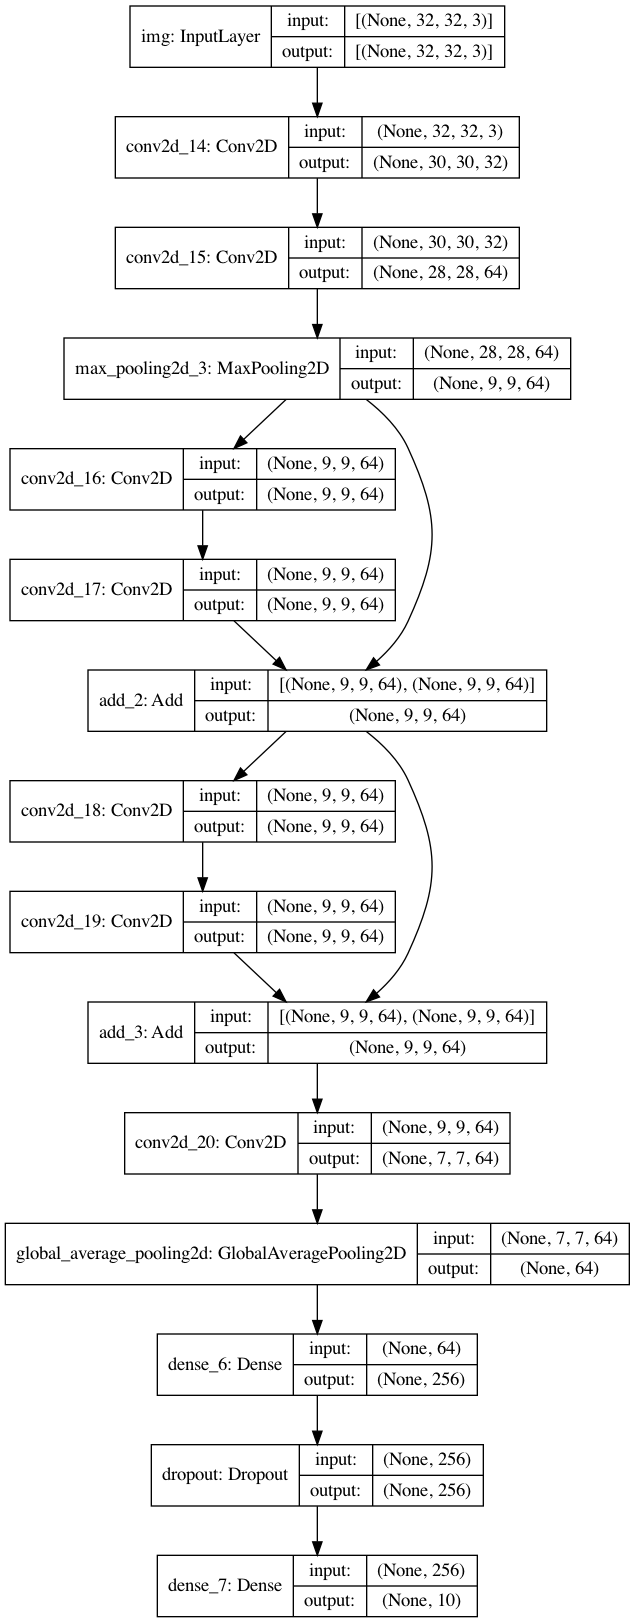 img: InputLayer
input:
[(None, 32, 32, 3)]
output:
[(None, 32, 32, 3)]
conv2d_14: Conv2D
input:
(None, 32, 32, 3)
output:
(None, 30, 30, 32)
conv2d_15: Conv2D
input:
(None, 30, 30, 32)
output:
(None, 28, 28, 64)
max_pooling2d_3: MaxPooling2D
input:
(None, 28, 28, 64)
output:
(None, 9, 9, 64)
conv2d_16: Conv2D
input:
(None, 9, 9, 64)
output:
(None, 9, 9, 64)
conv2d_17: Conv2D
input:
(None, 9, 9, 64)
output:
(None, 9, 9, 64)
add_2: Add
input:
[(None, 9, 9, 64), (None, 9, 9, 64)]
output:
(None, 9, 9, 64)
conv2d_18: Conv2D
input:
(None, 9, 9, 64)
output:
(None, 9, 9, 64)
conv2d_19: Conv2D
input:
(None, 9, 9, 64)
output:
(None, 9, 9, 64)
add_3: Add
input:
[(None, 9, 9, 64), (None, 9, 9, 64)]
output:
(None, 9, 9, 64)
conv2d_20: Conv2D
input:
(None, 9, 9, 64)
output:
(None, 7, 7, 64)
global_average_pooling2d: GlobalAveragePooling2D
input:
(None, 7, 7, 64)
output:
(None, 64)
dense_6: Dense
input:
(None, 64)
output:
(None, 256)
dropout: Dropout
input:
(None, 256)
output:
(None, 256)
dense_7: Dense
input:
(None, 256)
output:
(None, 10)